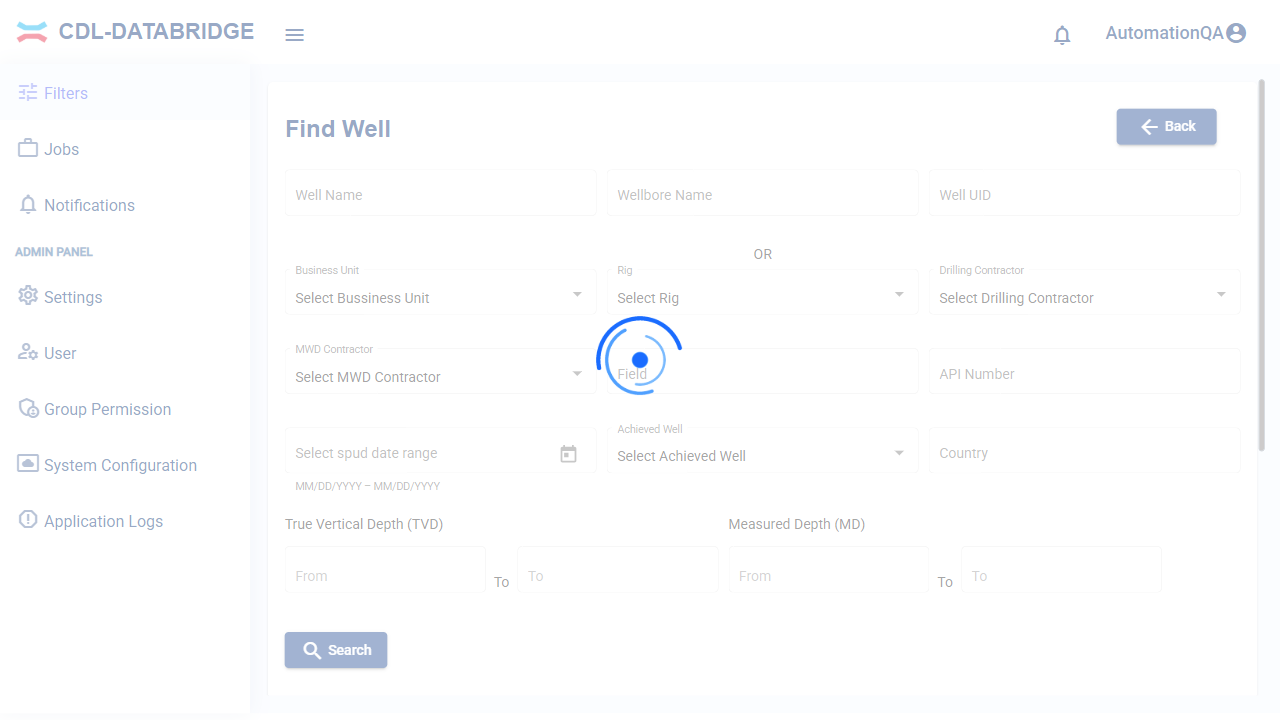 CDL-DATABRIDGE
AutomationQA
Filters
Jobs
Notifications
ADMIN PANEL
Settings
User
Group Permission
System Configuration
Application Logs
Find Well
Back
Well Name
Wellbore Name
Well UID
OR
Business Unit
Rig
Drilling Contractor
Select Bussiness Unit
Select Rig
Select Drilling Contractor
MWD Contractor
Select MWD Contractor
Field
API Number
Select spud date range
Achieved Well
Select Achieved Well
Country
MM/DD/YYYY – MM/DD/YYYY
True Vertical Depth (TVD)
Measured Depth (MD)
From
To
To
From
To
To
Search